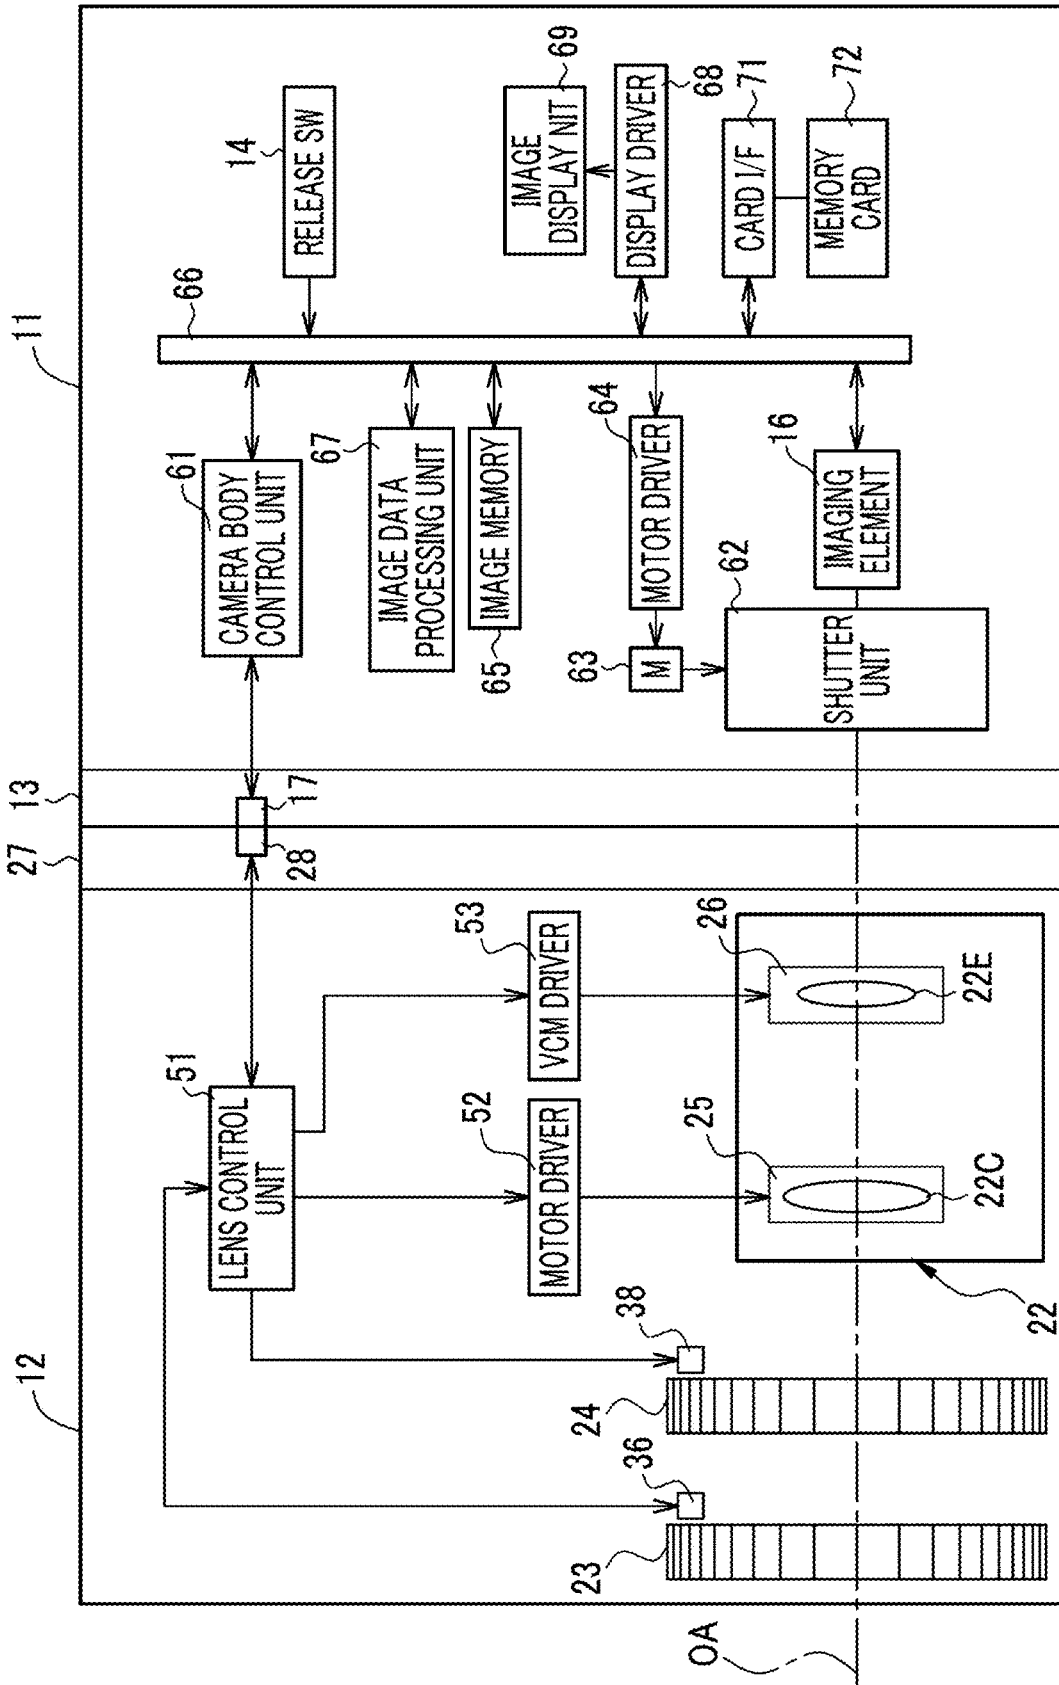 12
27
13
11
51
LENS CONTROL
UNIT
28
17
61
CAMERA BODY
CONTROL UNIT
66
14
RELEASE SW
67
IMAGE DATA
PROCESSING UNIT
65
IMAGE MEMORY
69
IMAGE
DISPLAY NIT
52
MOTOR DRIVER
53
VCM DRIVER
63
M
64
MOTOR DRIVER
68
DISPLAY DRIVER
23
36
24
38
25
26
62
SHUTTER
UNIT
16
IMAGING
ELEMENT
71
CARD I/F
72
MEMORY
CARD
OA
22
22C
22E